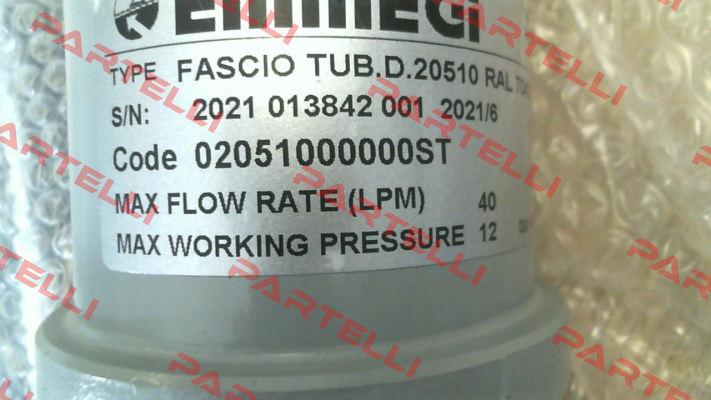 EMMEGI
TYPE FASCIO TUB.D.20510 RAL
S/N: 2021 013842 001 2021/6
Code 02051000000ST
MAX FLOW RATE (LPM) 40
MAX WORKING PRESSURE 12
PARTELLI